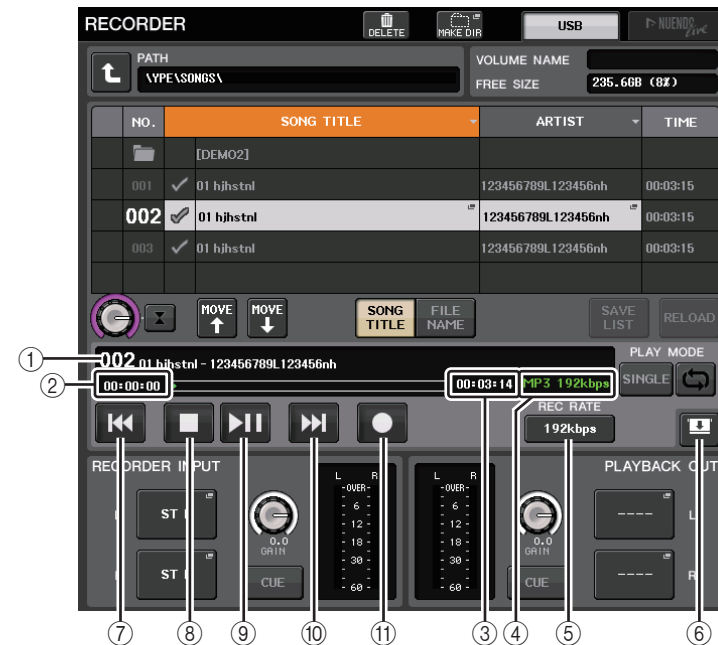 RECORDER
DELETE
MAKE DIR
USB
NUENDO Live
PATH
\YPE\SONGS\
VOLUME NAME
FREE SIZE
235.6GB (8%)
NO.
SONG TITLE
ARTIST
TIME
[DEMO2]
001
01 hjhstnl
123456789L123456nh
00:03:15
002
01 hjhstnl
123456789L123456nh
00:03:15
003
01 hjhstnl
123456789L123456nh
00:03:15
MOVE
MOVE
SONG TITLE
FILE NAME
SAVE LIST
RELOAD
①
002 01 hjhstnl - 123456789L123456nh
PLAY MODE
②
00:00:00
00:03:14
MP3 192kbps
SINGLE
REC RATE
192kbps
RECORDER INPUT
PLAYBACK OUT
L R
-OVER-
- 6 -
- 12 -
- 18 -
- 30 -
- 60 -
L R
-OVER-
- 6 -
- 12 -
- 18 -
- 30 -
- 60 -
ST
0.0
GAIN
0.0
GAIN
----
L
ST
CUE
CUE
----
R
⑦ ⑧ ⑨ ⑩ ⑪ ③ ④ ⑤ ⑥